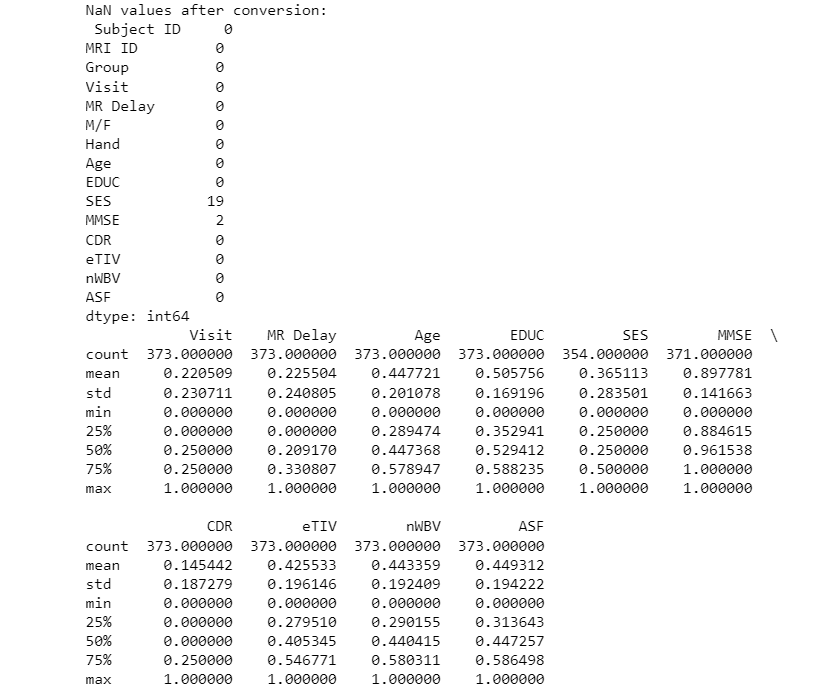 NaN values after conversion:
 Subject ID     0
MRI ID          0
Group           0
Visit           0
MR Delay        0
M/F             0
Hand            0
Age             0
EDUC            0
SES            19
MMSE            2
CDR             0
eTIV            0
nWBV            0
ASF             0
dtype: int64
            Visit    MR Delay         Age        EDUC         SES        MMSE  \
count  373.000000  373.000000  373.000000  373.000000  354.000000  371.000000
mean     0.220509    0.225504    0.447721    0.505756    0.365113    0.897781
std      0.230711    0.240805    0.201078    0.169196    0.283501    0.141663
min      0.000000    0.000000    0.000000    0.000000    0.000000    0.000000
25%      0.000000    0.000000    0.289474    0.352941    0.250000    0.884615
50%      0.250000    0.209170    0.447368    0.529412    0.250000    0.961538
75%      0.250000    0.330807    0.578947    0.588235    0.500000    1.000000
max      1.000000    1.000000    1.000000    1.000000    1.000000    1.000000
              CDR        eTIV        nWBV         ASF
count  373.000000  373.000000  373.000000  373.000000
mean     0.145442    0.425533    0.443359    0.449312
std      0.187279    0.196146    0.192409    0.194222
min      0.000000    0.000000    0.000000    0.000000
25%      0.000000    0.279510    0.290155    0.313643
50%      0.000000    0.405345    0.440415    0.447257
75%      0.250000    0.546771    0.580311    0.586498
max      1.000000    1.000000    1.000000    1.000000